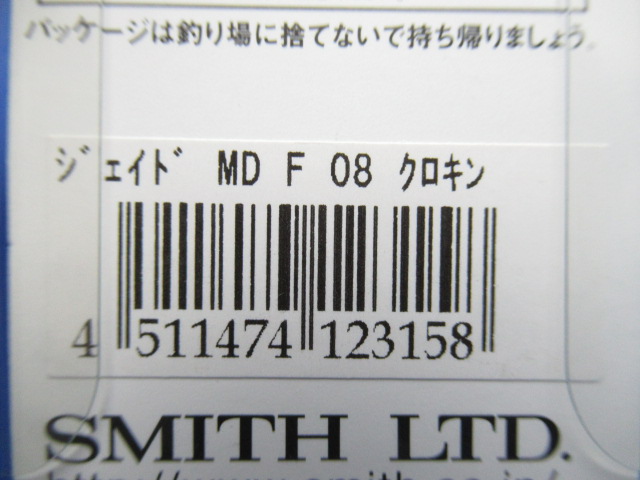 パッケージは釣り場に捨てないで持ち帰りましょう。
ｼﾞｪｲﾄﾞ MD F 08 ｸﾛｷﾝ
4 511474 123158
SMITH LTD.